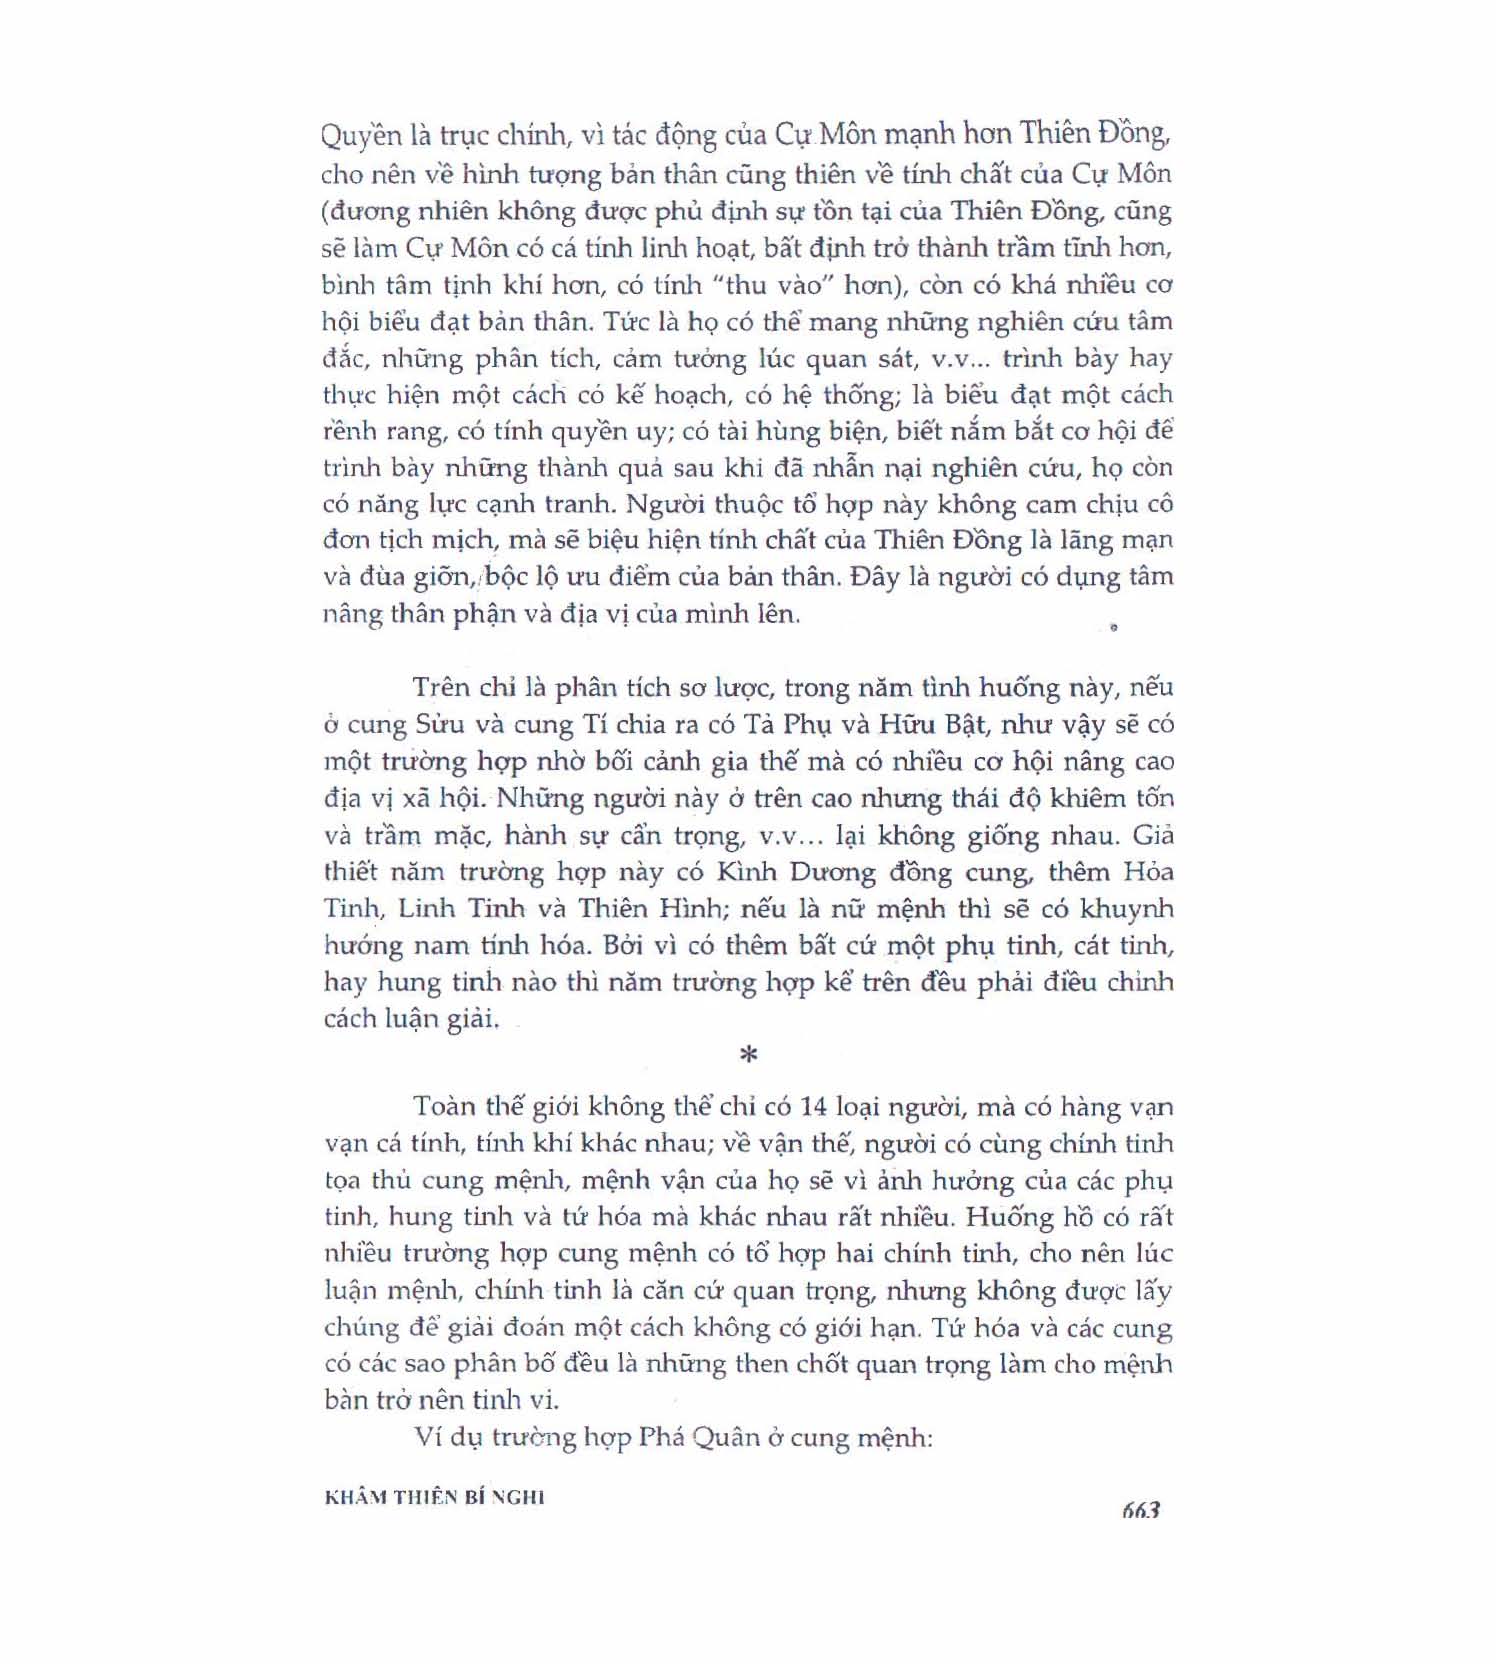 Quyền là trục chính, vì tác động của Cự Môn mạnh hơn Thiên Đồng,
cho nên về hình tượng bản thân cũng thiên về tính chất của Cự Môn
(đương nhiên không được phủ định sự tồn tại của Thiên Đồng, cũng
sẽ làm Cự Môn có cá tính linh hoạt, bất định trở thành trầm tĩnh hơn,
bình tâm tịnh khí hơn, có tính “thu vào” hơn), còn có khá nhiều cơ
hội biểu đạt bản thân. Tức là họ có thể mang những nghiên cứu tâm
đắc, những phân tích, cảm tưởng lúc quan sát, v.v... trình bày hay
thực hiện một cách có kế hoạch, có hệ thống; là biểu đạt một cách
rềnh rang, có tính quyền uy; có tài hùng biện, biết nắm bắt cơ hội để
trình bày những thành quả sau khi đã nhẫn nại nghiên cứu, họ còn
có năng lực cạnh tranh. Người thuộc tổ hợp này không cam chịu cô
đơn tịch mịch, mà sẽ biệu hiện tính chất của Thiên Đồng là lãng mạn
và đùa giỡn, bộc lộ ưu điểm của bản thân. Đây là người có dụng tâm
nâng thân phận và địa vị của mình lên.
Trên chỉ là phân tích sơ lược, trong năm tình huống này, nếu
ở cung Sửu và cung Tí chia ra có Tả Phụ và Hữu Bật, như vậy sẽ có
một trường hợp nhờ bối cảnh gia thế mà có nhiều cơ hội nâng cao
địa vị xã hội. Những người này ở trên cao nhưng thái độ khiêm tốn
và trầm mặc, hành sự cẩn trọng, v.v... lại không giống nhau. Giả
thiết năm trường hợp này có Kình Dương đồng cung, thêm Hỏa
Tinh, Linh Tinh và Thiên Hình; nếu là nữ mệnh thì sẽ có khuynh
hướng nam tính hóa. Bởi vì có thêm bất cứ một phụ tinh, cát tinh,
hay hung tinh nào thì năm trường hợp kể trên đều phải điều chỉnh
cách luận giải.
*
Toàn thế giới không thể chỉ có 14 loại người, mà có hàng vạn
vạn cá tính, tính khí khác nhau; về vận thế, người có cùng chính tinh
tọa thủ cung mệnh, mệnh vận của họ sẽ vì ảnh hưởng của các phụ
tinh, hung tinh và tứ hóa mà khác nhau rất nhiều. Huống hồ có rất
nhiều trường hợp cung mệnh có tổ hợp hai chính tinh, cho nên lúc
luận mệnh, chính tinh là căn cứ quan trọng, nhưng không được lấy
chúng để giải đoán một cách không có giới hạn. Tứ hóa và các cung
có các sao phân bố đều là những then chốt quan trọng làm cho mệnh
bàn trở nên tinh vi.
Ví dụ trường hợp Phá Quân ở cung mệnh:
KHÂM THIÊN BÍ NGHI
663